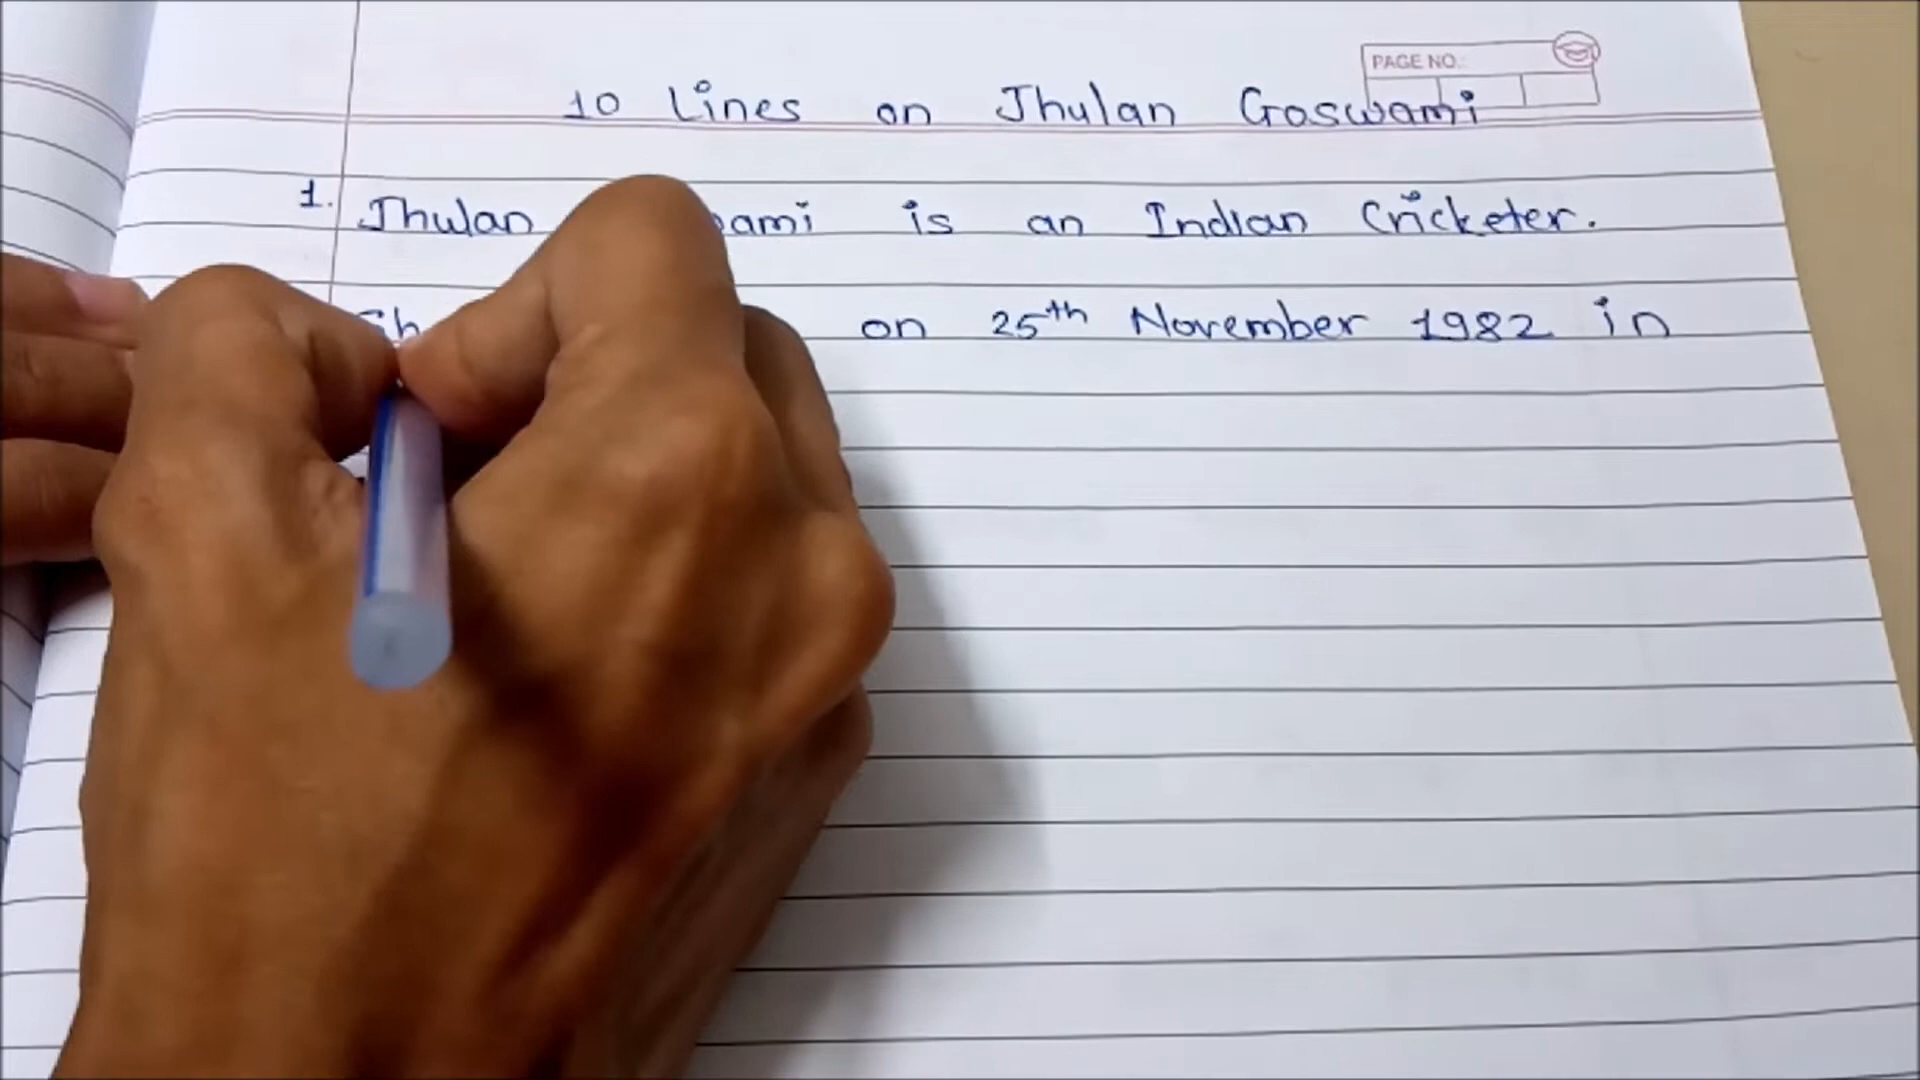 PAGE NO.:
10 Lines on Jhulan Goswami
1. Jhulan ami is an Indian Cricketer.
Sh on 25th November 1982 in